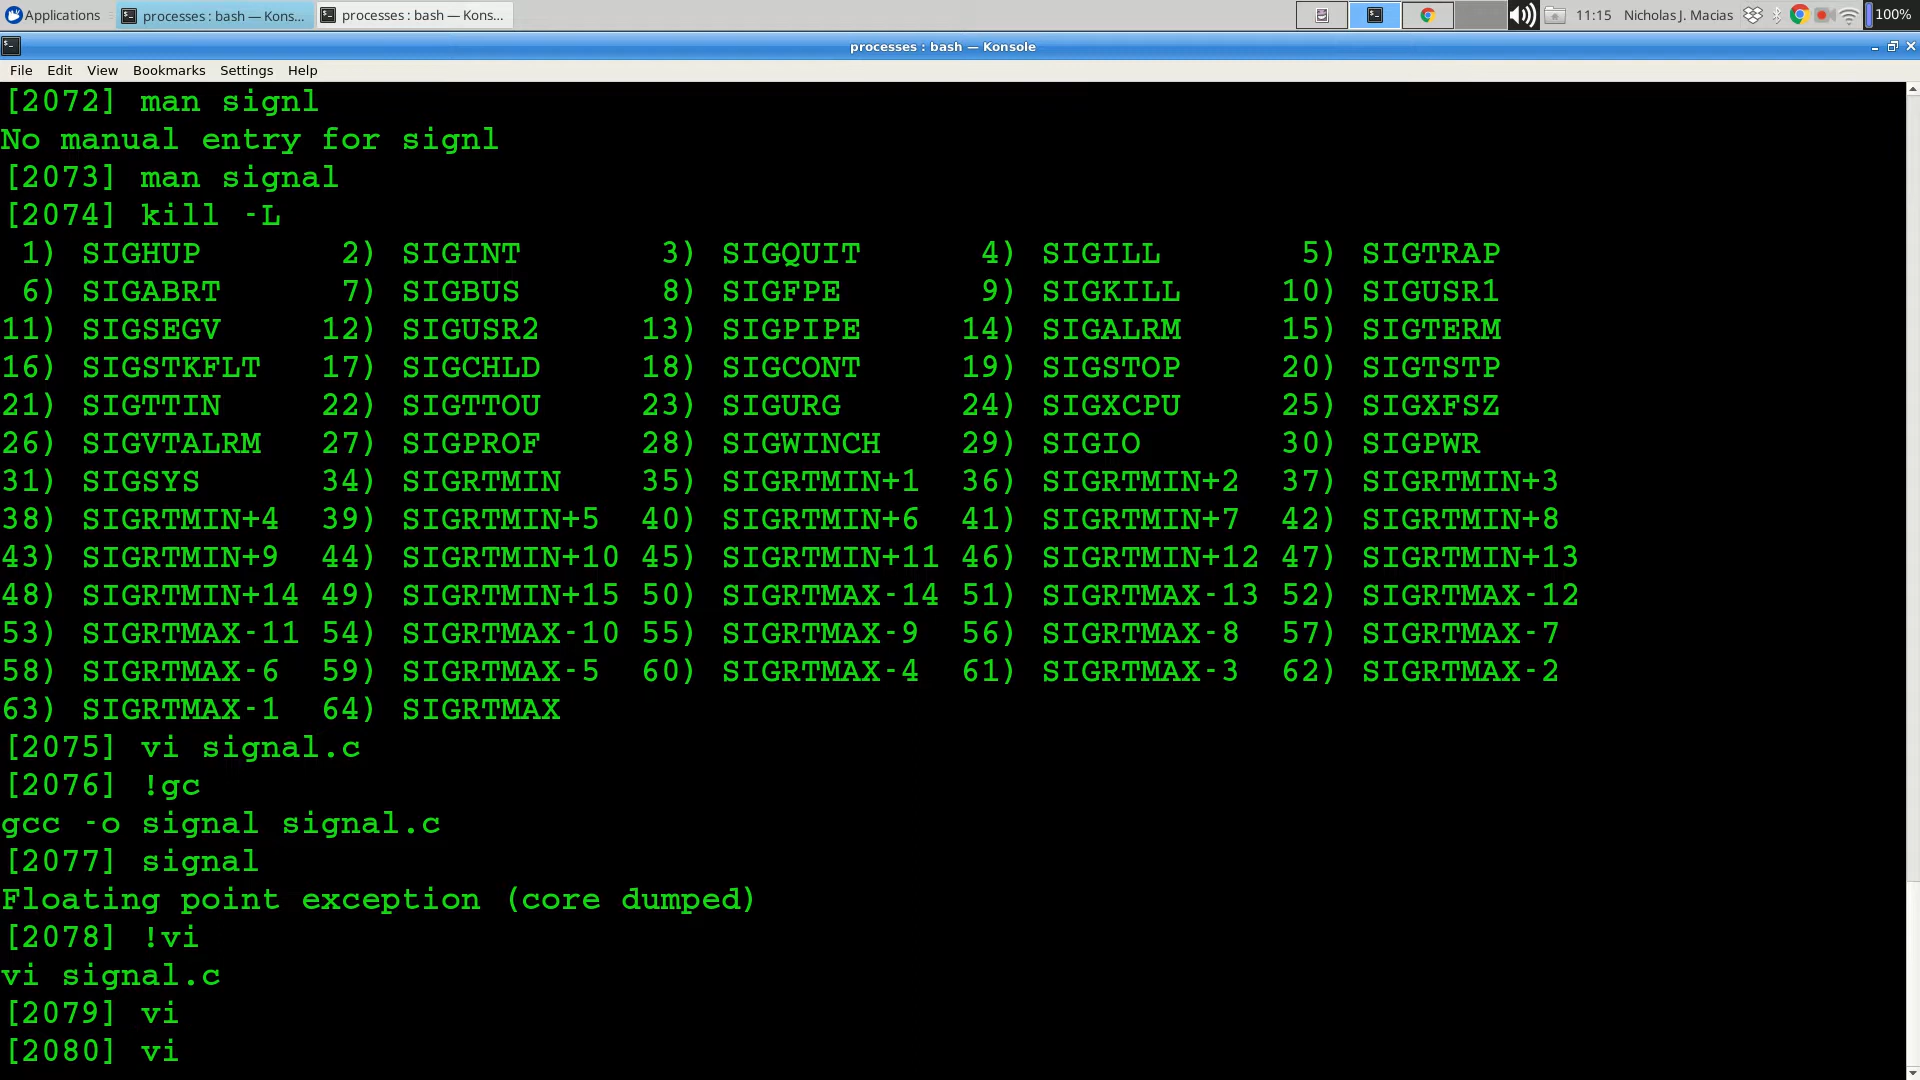 Applications processes : bash — Kons... processes : bash — Kons... 11:15 Nicholas J. Macias 100%
processes : bash — Konsole
File Edit View Bookmarks Settings Help
[2072] man signl
No manual entry for signl
[2073] man signal
[2074] kill -L
1) SIGHUP 2) SIGINT 3) SIGQUIT 4) SIGILL 5) SIGTRAP
6) SIGABRT 7) SIGBUS 8) SIGFPE 9) SIGKILL 10) SIGUSR1
11) SIGSEGV 12) SIGUSR2 13) SIGPIPE 14) SIGALRM 15) SIGTERM
16) SIGSTKFLT 17) SIGCHLD 18) SIGCONT 19) SIGSTOP 20) SIGTSTP
21) SIGTTIN 22) SIGTTOU 23) SIGURG 24) SIGXCPU 25) SIGXFSZ
26) SIGVTALRM 27) SIGPROF 28) SIGWINCH 29) SIGIO 30) SIGPWR
31) SIGSYS 34) SIGRTMIN 35) SIGRTMIN+1 36) SIGRTMIN+2 37) SIGRTMIN+3
38) SIGRTMIN+4 39) SIGRTMIN+5 40) SIGRTMIN+6 41) SIGRTMIN+7 42) SIGRTMIN+8
43) SIGRTMIN+9 44) SIGRTMIN+10 45) SIGRTMIN+11 46) SIGRTMIN+12 47) SIGRTMIN+13
48) SIGRTMIN+14 49) SIGRTMIN+15 50) SIGRTMAX-14 51) SIGRTMAX-13 52) SIGRTMAX-12
53) SIGRTMAX-11 54) SIGRTMAX-10 55) SIGRTMAX-9 56) SIGRTMAX-8 57) SIGRTMAX-7
58) SIGRTMAX-6 59) SIGRTMAX-5 60) SIGRTMAX-4 61) SIGRTMAX-3 62) SIGRTMAX-2
63) SIGRTMAX-1 64) SIGRTMAX
[2075] vi signal.c
[2076] !gc
gcc -o signal signal.c
[2077] signal
Floating point exception (core dumped)
[2078] !vi
vi signal.c
[2079] vi
[2080] vi